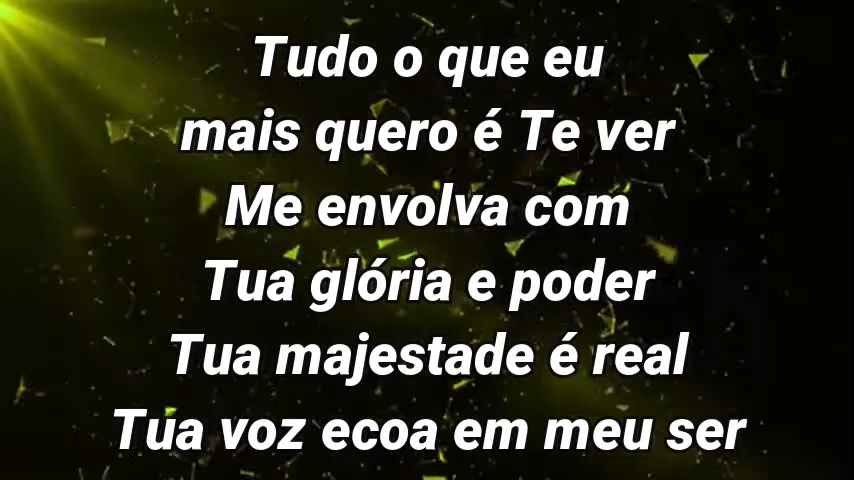 Tudo o que eu
mais quero é Te ver
Me envolva com
Tua glória e poder
Tua majestade é real
Tua voz ecoa em meu ser